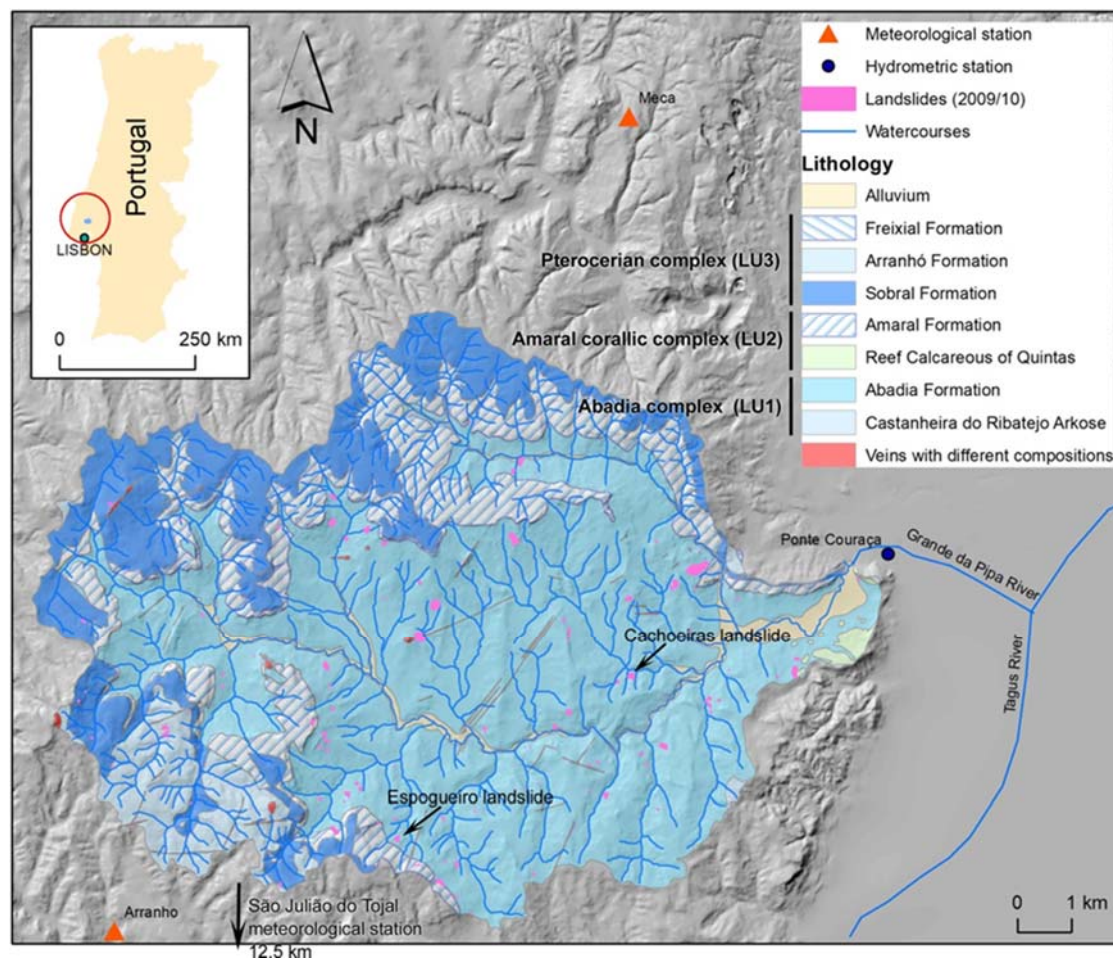 Portugal
LISBON
0 250 km
N
Meca
Meteorological station
Hydrometric station
Landslides (2009/10)
Watercourses
Lithology
Alluvium
Freixial Formation
Pterocerian complex (LU3)
Arranhó Formation
Sobral Formation
Amaral Formation
Amaral corallic complex (LU2)
Reef Calcareous of Quintas
Abadia Formation
Abadia complex (LU1)
Castanheira do Ribatejo Arkose
Veins with different compositions
Ponte Couraça
Grande da Pipa River
Cachoeiras landslide
Tagus River
Espogueiro landslide
Arranho
São Julião do Tojal
meteorological station
12.5 km
0 1 km